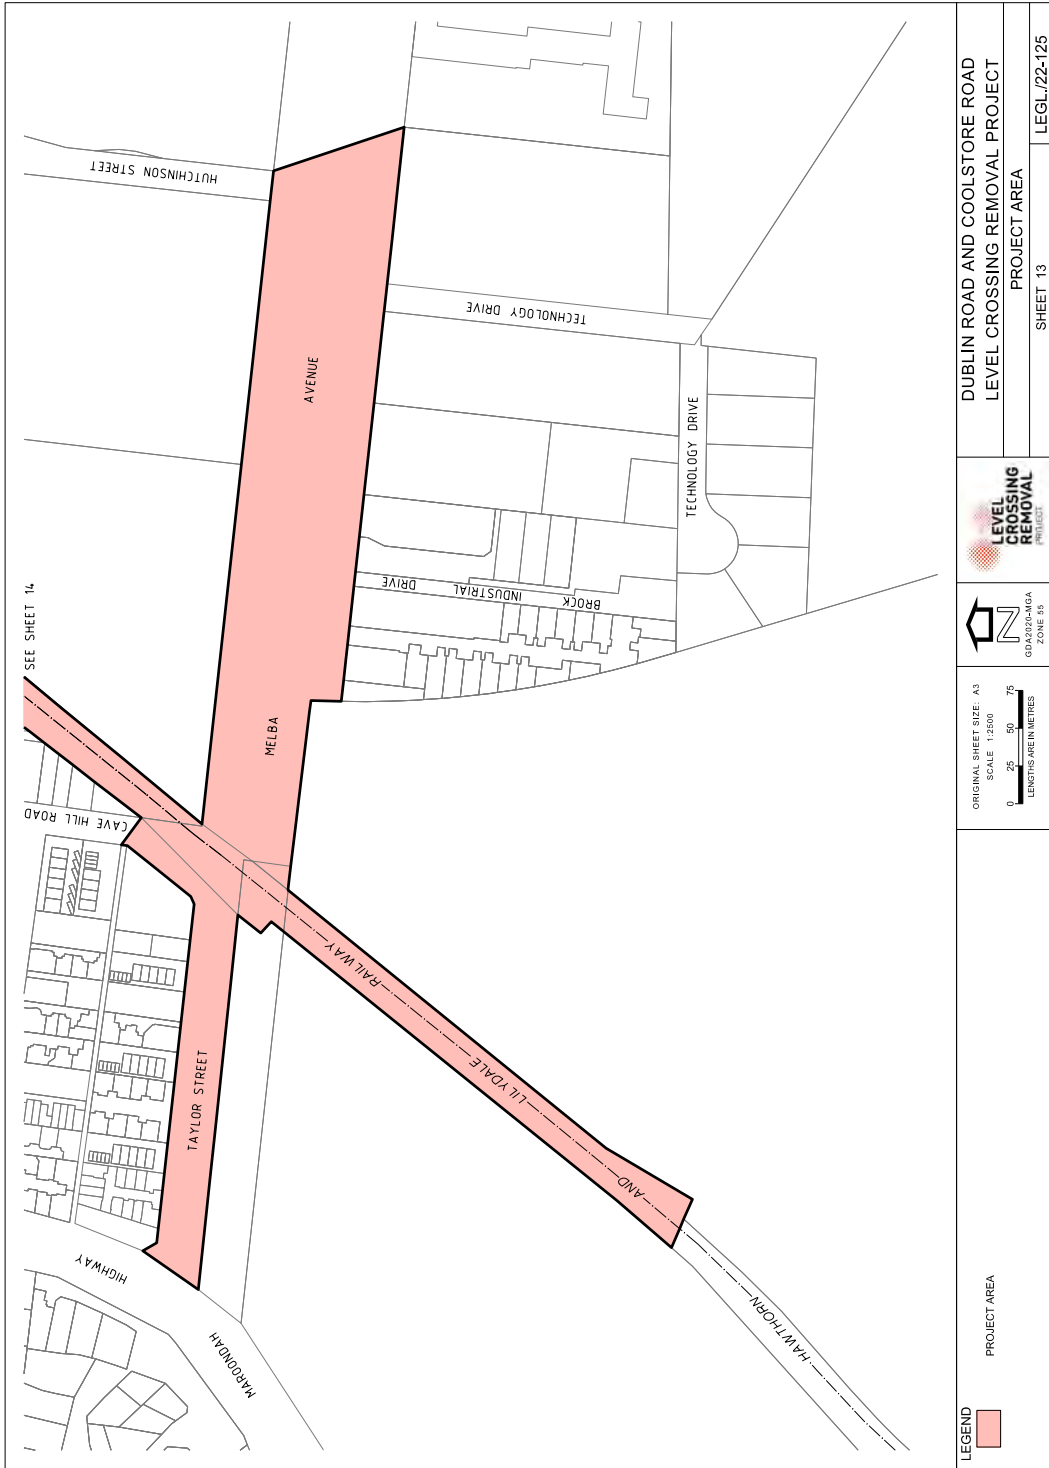 SEE SHEET 14
HUTCHINSON STREET
AVENUE
TECHNOLOGY DRIVE
TECHNOLOGY DRIVE
BROCK INDUSTRIAL DRIVE
MELBA
CAVE HILL ROAD
TAYLOR STREET
HAWTHORN AND LILYDALE RAILWAY
MAROONDAH HIGHWAY
LEGEND
PROJECT AREA
ORIGINAL SHEET SIZE: A3
SCALE 1:2500
0 25 50 75
LENGTHS ARE IN METRES
N
GDA2020-MGA
ZONE 55
LEVEL
CROSSING
REMOVAL
PROJECT
DUBLIN ROAD AND COOLSTORE ROAD
LEVEL CROSSING REMOVAL PROJECT
PROJECT AREA
SHEET 13
LEGL./22-125